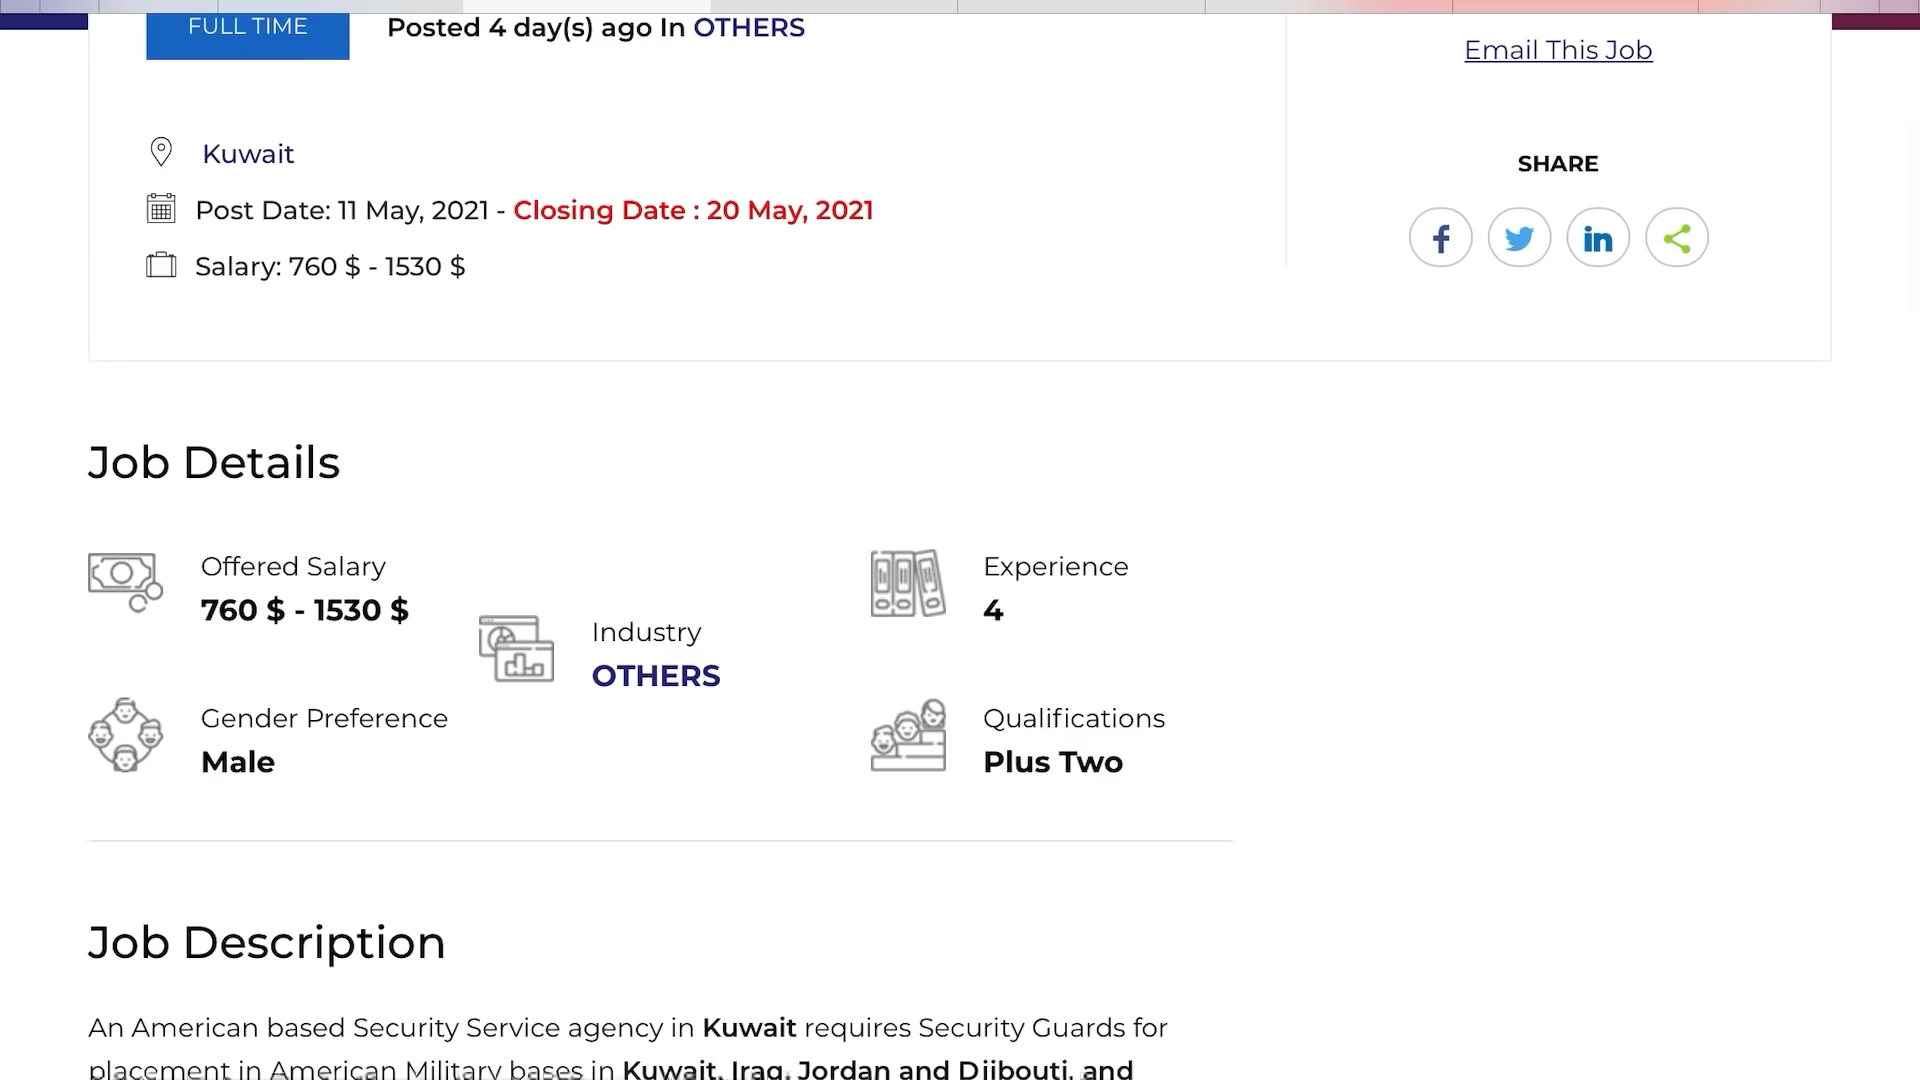 FULL TIME
Posted 4 day(s) ago In OTHERS
Email This Job
Kuwait
SHARE
Post Date: 11 May, 2021 - Closing Date : 20 May, 2021
Salary: 760 $ - 1530 $
Job Details
Offered Salary
760 $ - 1530 $
Industry
OTHERS
Experience
4
Gender Preference
Male
Qualifications
Plus Two
Job Description
An American based Security Service agency in Kuwait requires Security Guards for
placement in American Military bases in Kuwait, Iraq, Jordan and Djibouti, and